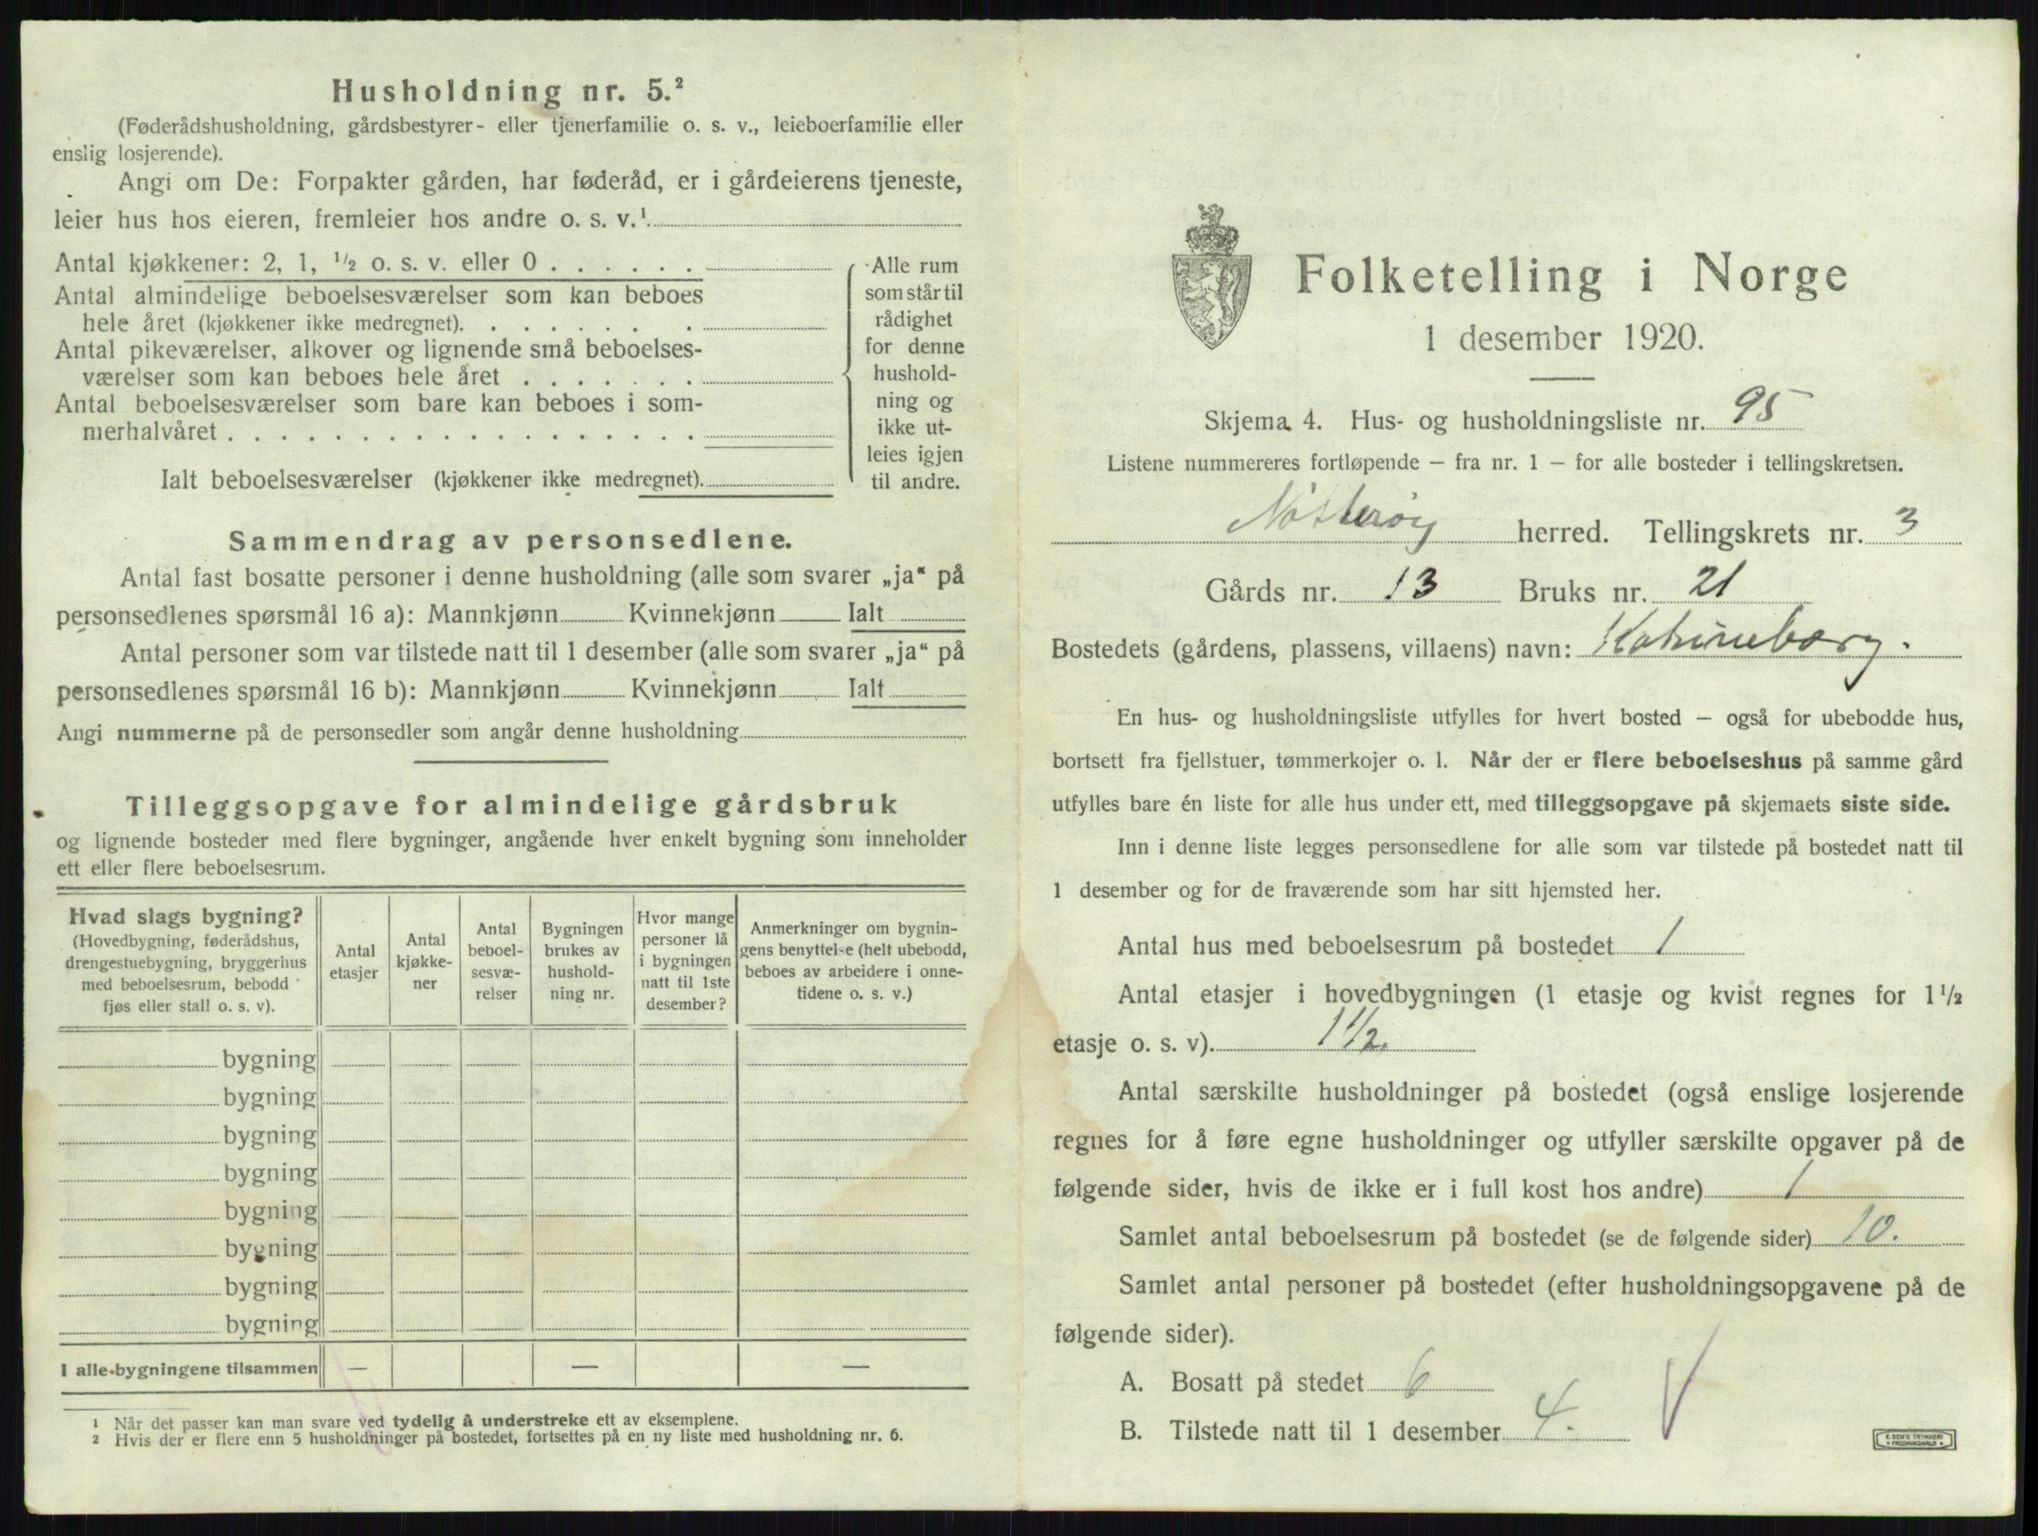 Husholdning nr. 5.²
(Føderådshusholdning, gårdsbestyrer- eller tjenerfamilie o. s. v., leieboerfamilie eller
enslig losjerende).
Angi om De: Forpakter gården, har føderåd, er i gårdeierens tjeneste,
leier hus hos eieren, fremleier hos andre o. s. v.¹
Antal kjøkkener: 2, 1, ½ o. s. v. eller 0 . . . . . .
Antal almindelige beboelsesværelser som kan beboes
hele året (kjøkkener ikke medregnet). . . . . . . .
Antal pikeværelser, alkover og lignende små beboelses-
værelser som kan beboes hele året . . . . . . .
Antal beboelsesværelser som bare kan beboes i som-
merhalvåret . . . . . . . . . . . . . . . . . .
Ialt beboelsesværelser (kjøkkener ikke medregnet).
Alle rum
som står til
rådighet
for denne
hushold-
ning og
ikke ut-
leies igjen
til andre.
Sammendrag av personsedlene.
Antal fast bosatte personer i denne husholdning (alle som svarer „ja“ på
personsedlenes spørsmål 16 a): Mannkjønn Kvinnekjønn Ialt
Antal personer som var tilstede natt til 1 desember (alle som svarer „ja“ på
personsedlenes spørsmål 16 b): Mannkjønn Kvinnekjønn Ialt
Angi nummerne på de personsedler som angår denne husholdning
Tilleggsopgave for almindelige gårdsbruk
og lignende bosteder med flere bygninger, angående hver enkelt bygning som inneholder
ett eller flere beboelsesrum.
Hvad slags bygning?
(Hovedbygning, føderådshus,
drengestuebygning, bryggerhus
med beboelsesrum, bebodd
fjøs eller stall o. s. v).
Antal
etasjer
Antal
kjøkke-
ner
Antal
beboel-
sesvæ-
relser
Bygningen
brukes av
hushold-
ning nr.
Hvor mange
personer lå
i bygningen
natt til 1ste
desember?
Anmerkninger om bygnin-
gens benyttelse (helt ubebodd,
beboes av arbeidere i onne-
tidene o. s. v.)
bygning
bygning
bygning
bygning
bygning
bygning
bygning
bygning
I alle bygningene tilsammen — — —
¹ Når det passer kan man svare ved tydelig å understreke ett av eksemplene.
² Hvis der er flere enn 5 husholdninger på bostedet, fortsettes på en ny liste med husholdning nr. 6.
Folketelling i Norge
1 desember 1920.
Skjema 4. Hus- og husholdningsliste nr. 95
Listene nummereres fortløpende – fra nr. 1 – for alle bosteder i tellingskretsen.
Nøtterøy herred. Tellingskrets nr. 3
Gårds nr. 13 Bruks nr. 21
Bostedets (gårdens, plassens, villaens) navn: Katrineberg.
En hus- og husholdningsliste utfylles for hvert bosted – også for ubebodde hus,
bortsett fra fjellstuer, tømmerkojer o. l. Når der er flere beboelseshus på samme gård
utfylles bare én liste for alle hus under ett, med tilleggsopgave på skjemaets siste side.
Inn i denne liste legges personsedlene for alle som var tilstede på bostedet natt til
1 desember og for de fraværende som har sitt hjemsted her.
Antal hus med beboelsesrum på bostedet 1
Antal etasjer i hovedbygningen (1 etasje og kvist regnes for 1½
etasje o. s. v). 1½.
Antal særskilte husholdninger på bostedet (også enslige losjerende
regnes for å føre egne husholdninger og utfyller særskilte opgaver på de
følgende sider, hvis de ikke er i full kost hos andre) 1
Samlet antal beboelsesrum på bostedet (se de følgende sider) 10.
Samlet antal personer på bostedet (efter husholdningsopgavene på de
følgende sider).
A. Bosatt på stedet 6
B. Tilstede natt til 1 desember 4.